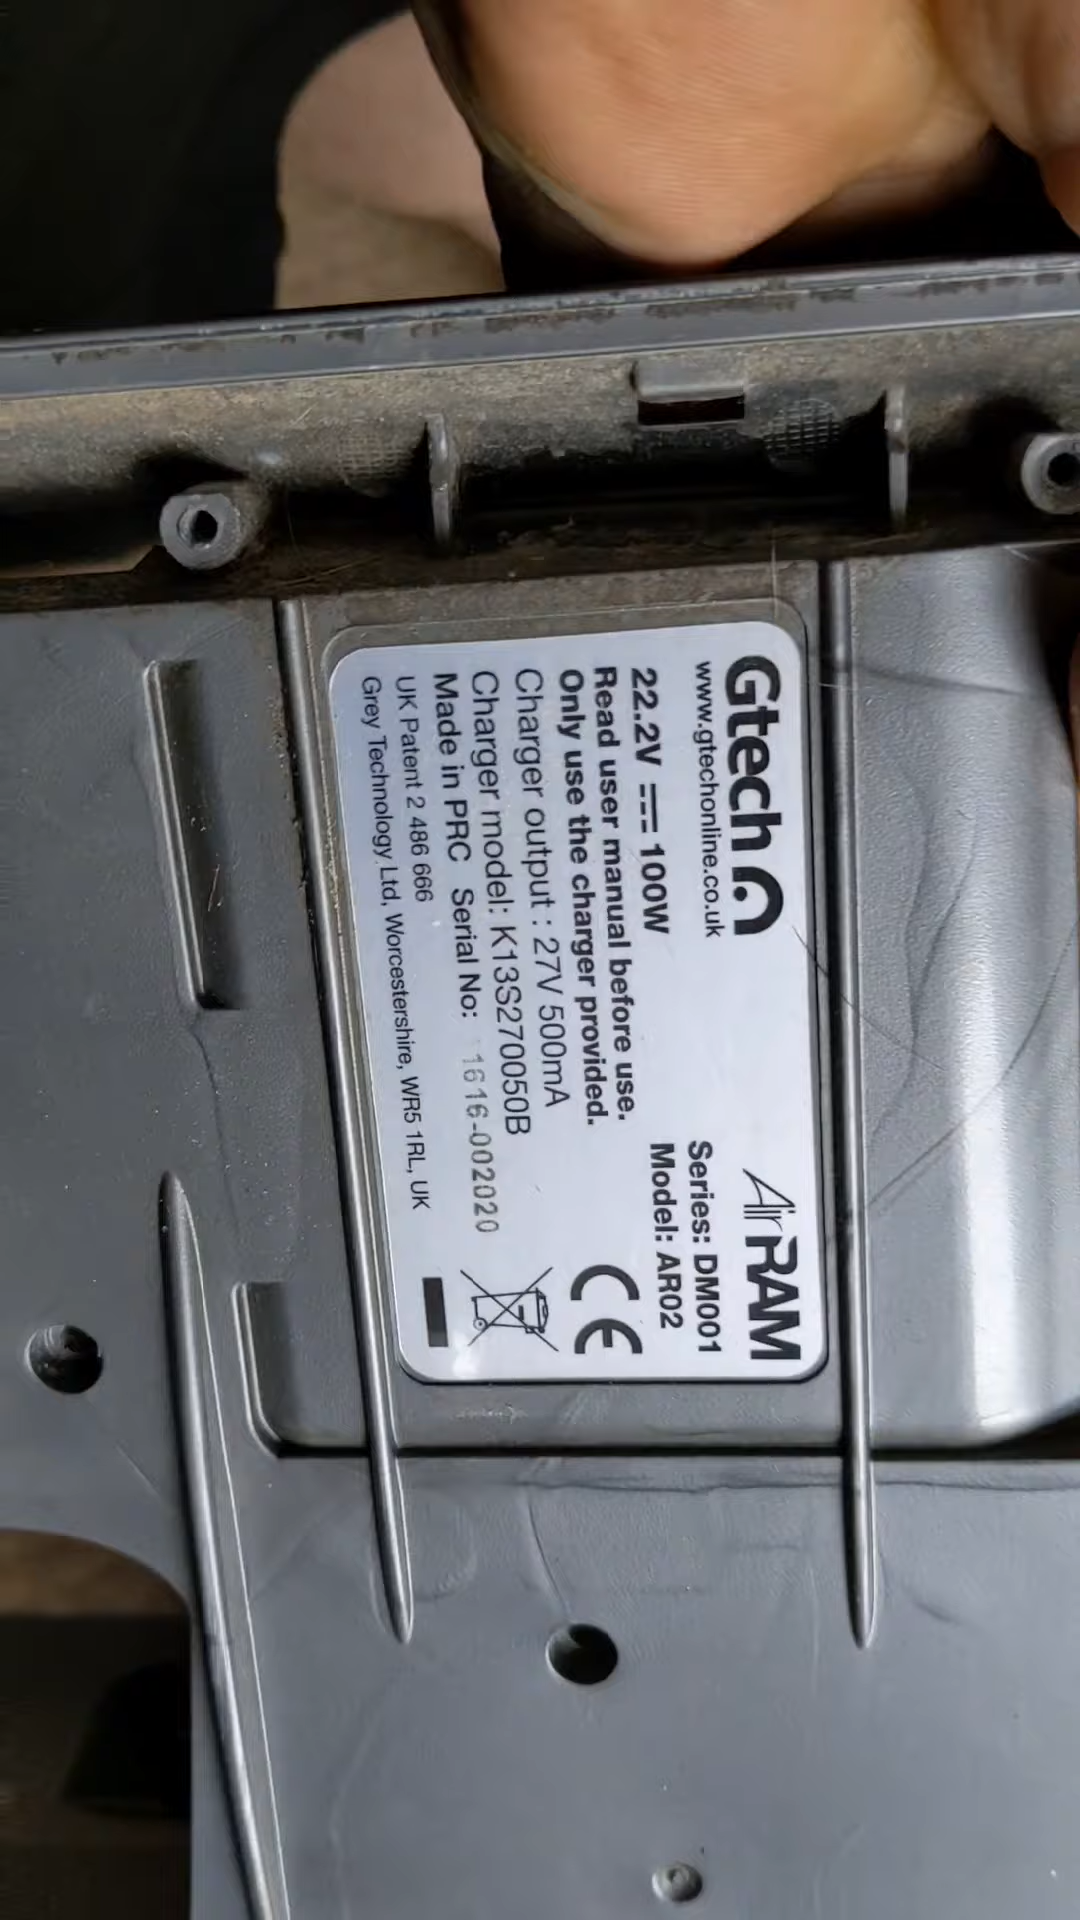 Gtech
www.gtechonline.co.uk
AirRAM
Series: DM001
Model: AR02
22.2V ⎓ 100W
Read user manual before use.
Only use the charger provided.
Charger output : 27V 500mA
Charger model: K13S270050B
Made in PRC Serial No: 1616-002020
UK Patent 2 486 666
Grey Technology Ltd, Worcestershire, WR5 1RL, UK
CE